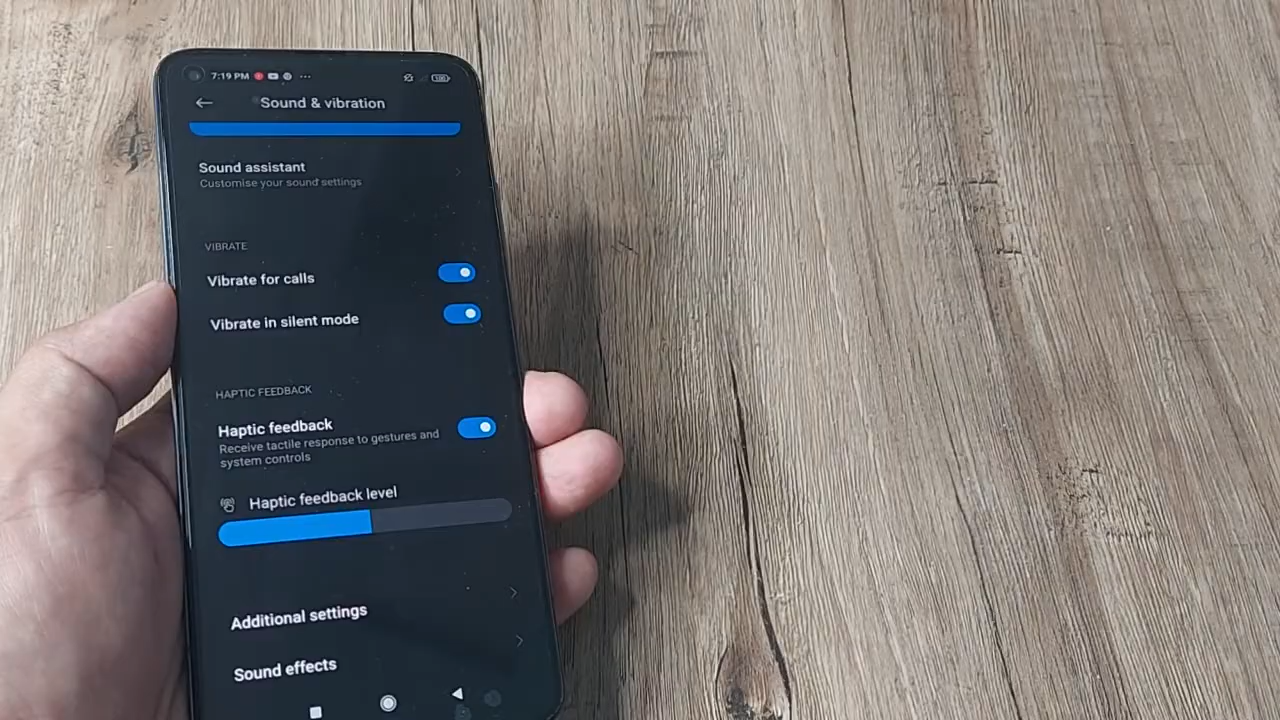 7:19 PM
100
Sound & vibration
Sound assistant
Customise your sound settings
VIBRATE
Vibrate for calls
Vibrate in silent mode
HAPTIC FEEDBACK
Haptic feedback
Receive tactile response to gestures and
system controls
Haptic feedback level
Additional settings
Sound effects